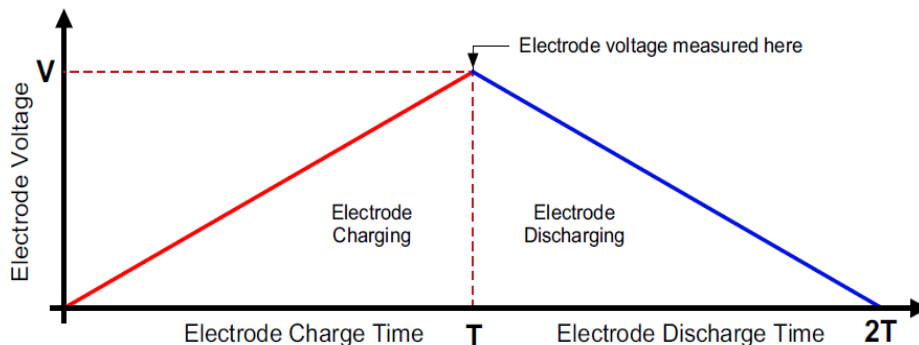 Electrode voltage measured here
V
Electrode Voltage
Electrode
Charging
Electrode
Discharging
Electrode Charge Time
T
Electrode Discharge Time
2T